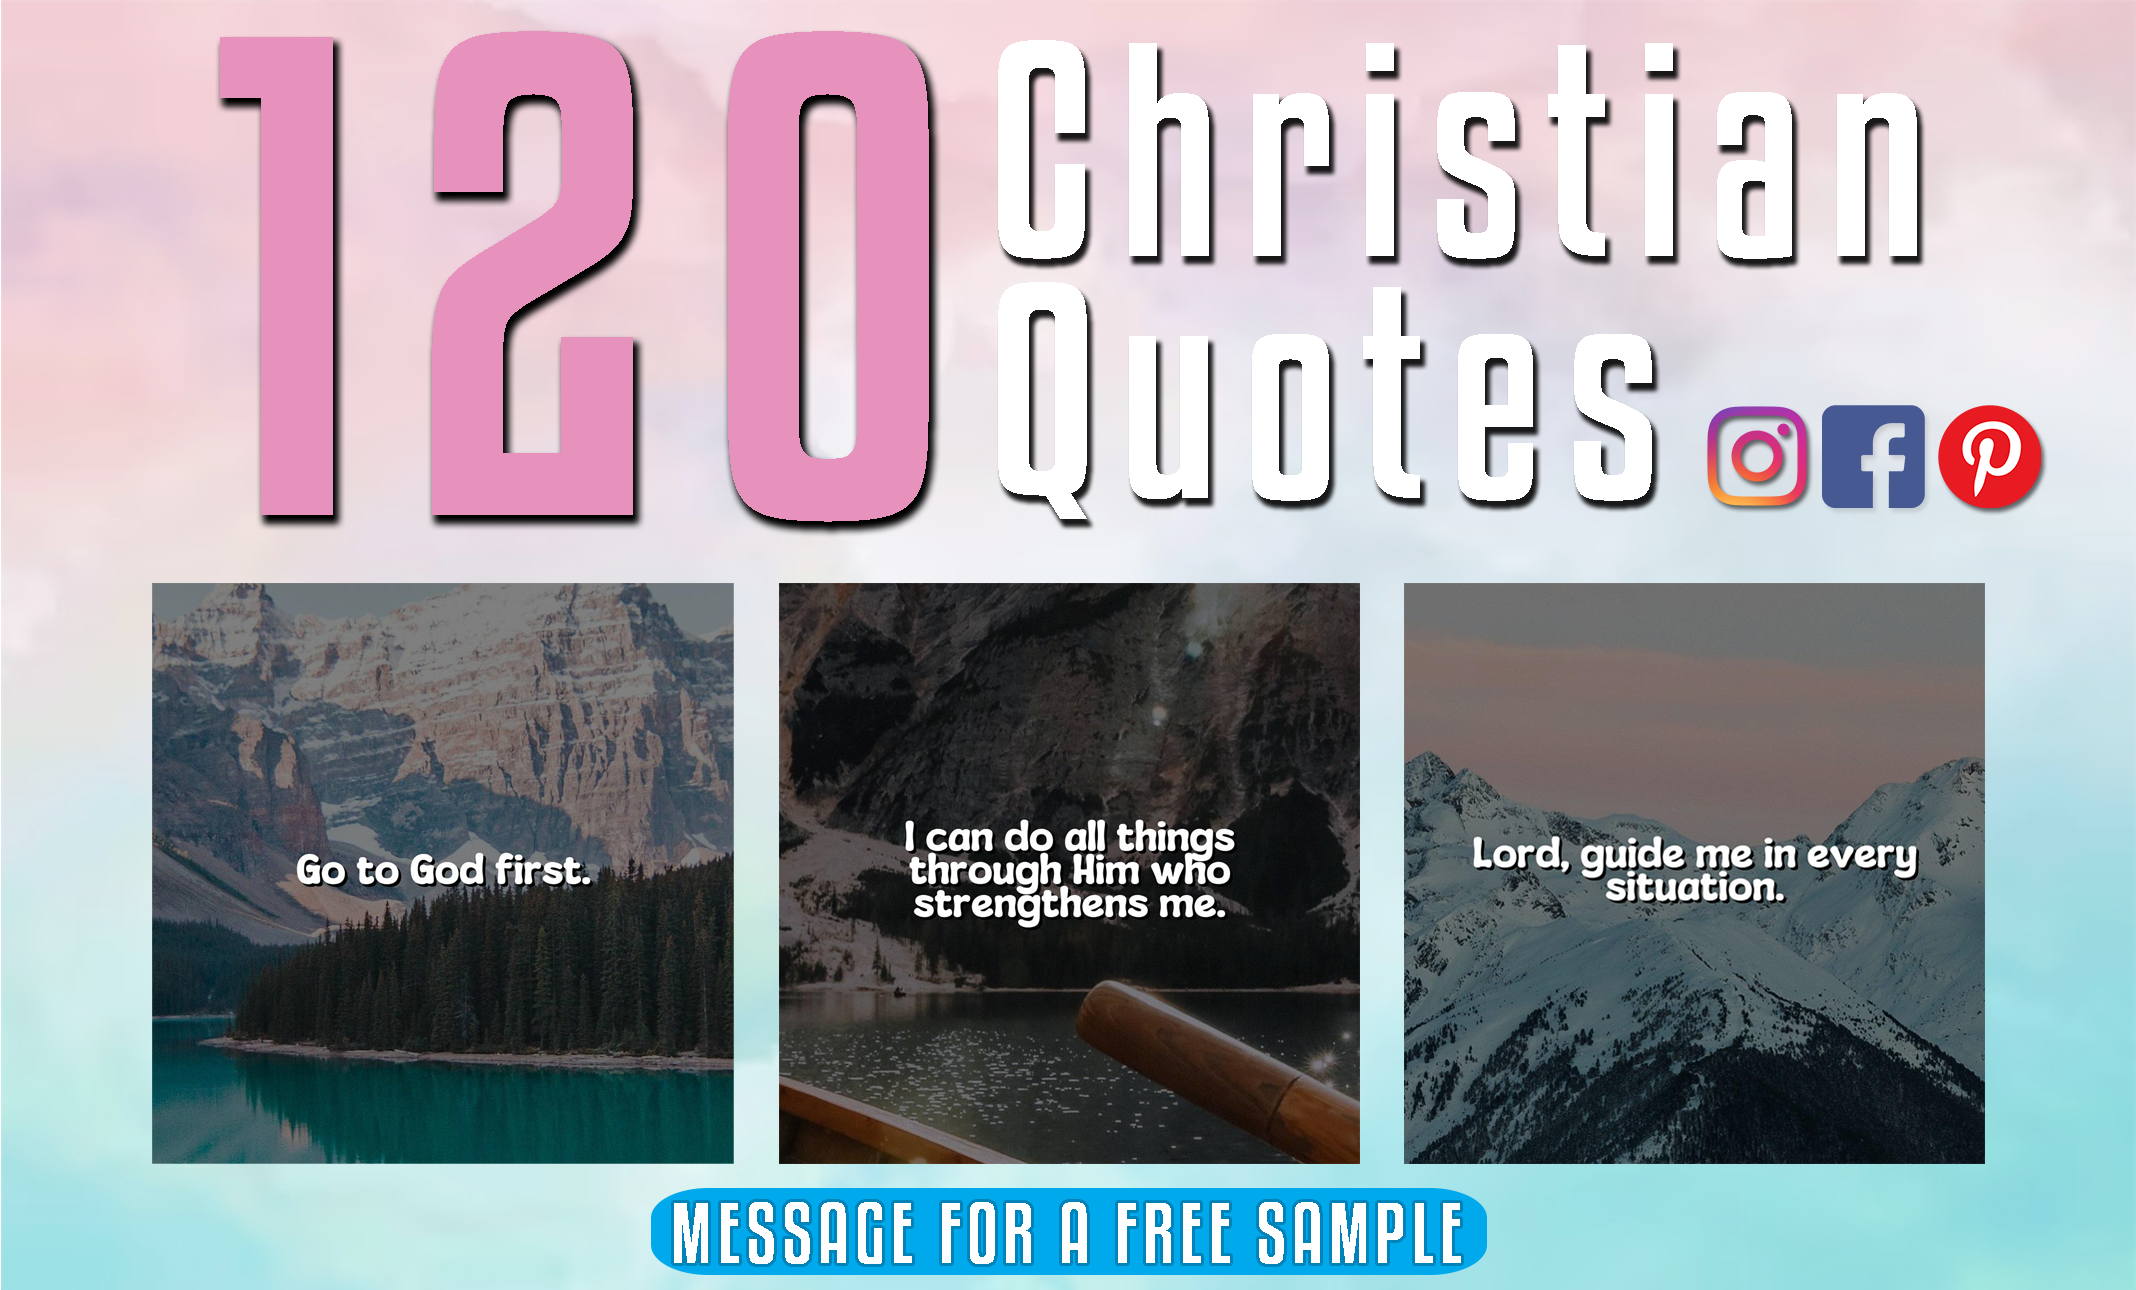 120 Christian
Quotes
Go to God first.
I can do all things
through Him who
strengthens me.
Lord, guide me in every
situation.
MESSAGE FOR A FREE SAMPLE